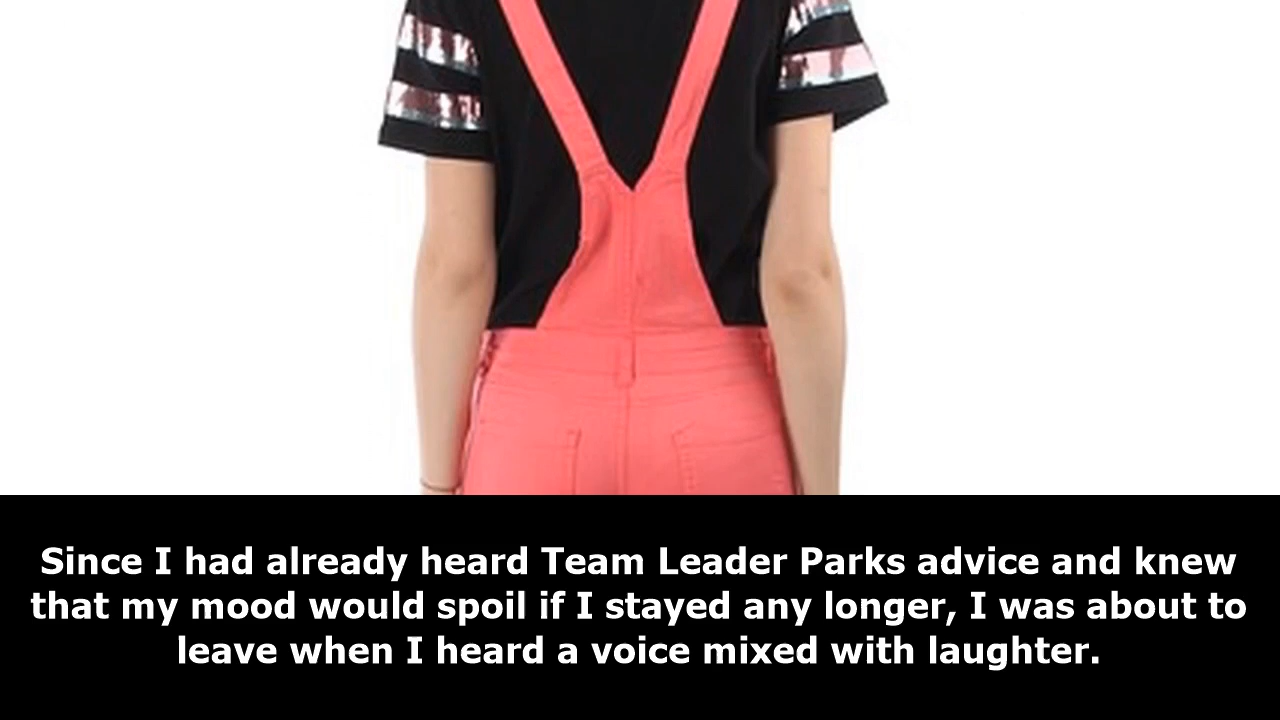 Since I had already heard Team Leader Parks advice and knew
that my mood would spoil if I stayed any longer, I was about to
leave when I heard a voice mixed with laughter.